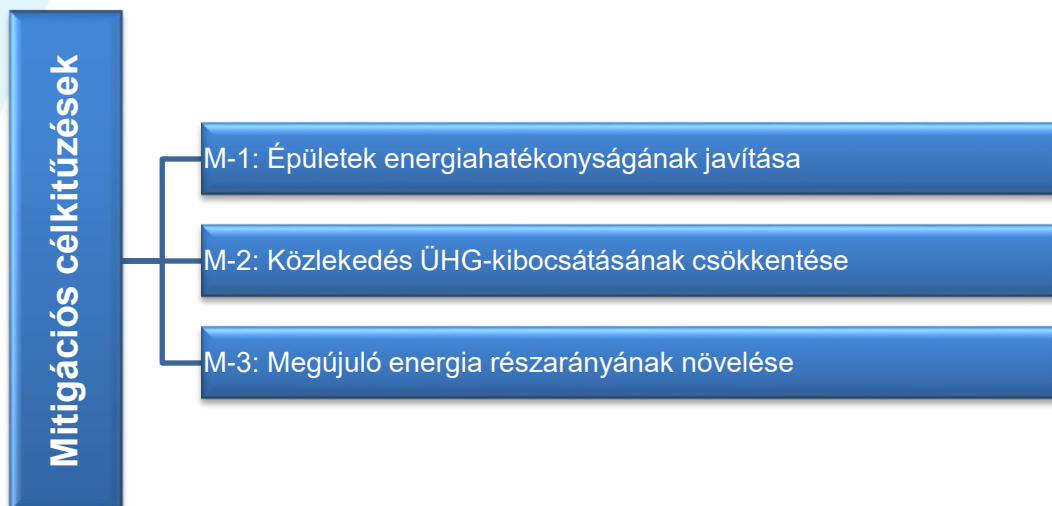 Mitigációs célkitűzések
M-1: Épületek energiahatékonyságának javítása
M-2: Közlekedés ÜHG-kibocsátásának csökkentése
M-3: Megújuló energia részarányának növelése